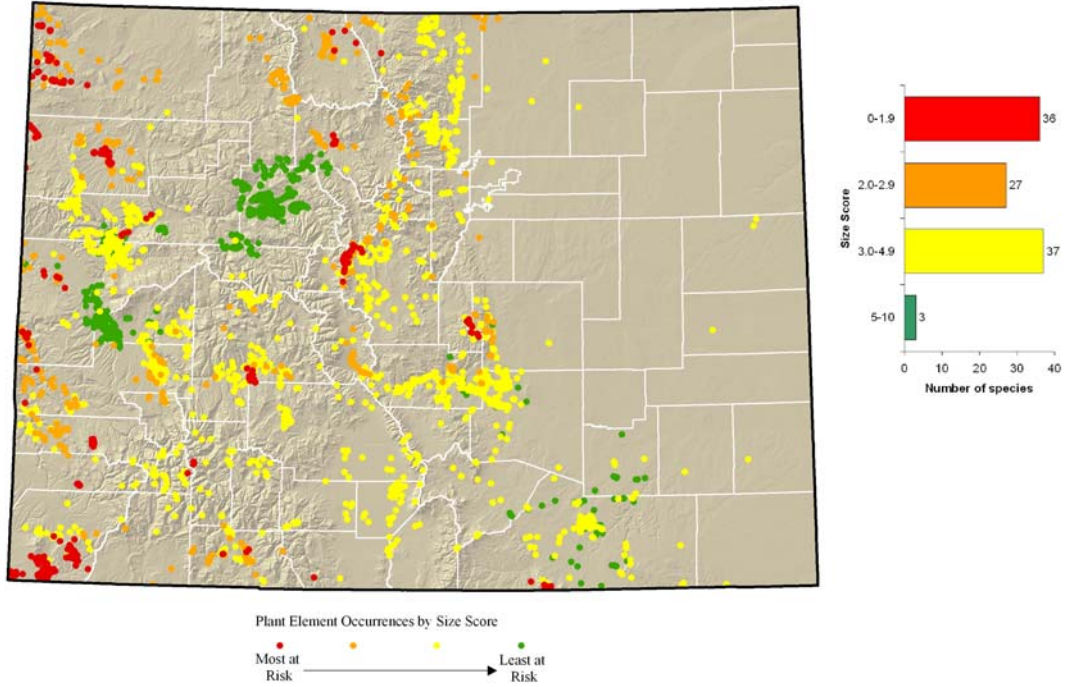 0-1.9
36
2.0-2.9
27
3.0-4.9
37
5-10
3
Size Score
0
10
20
30
40
Number of species
Plant Element Occurrences by Size Score
Most at
Risk
Least at
Risk